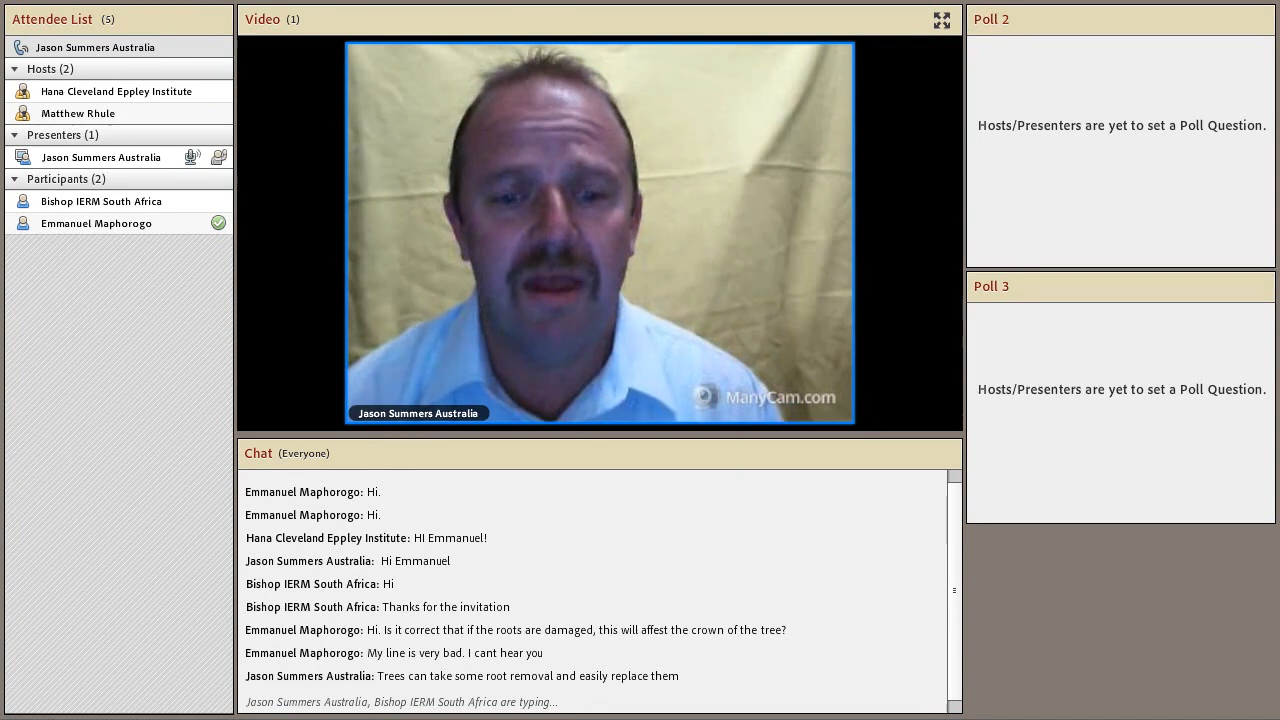 Attendee List (5)
Jason Summers Australia
Hosts (2)
Hana Cleveland Eppley Institute
Matthew Rhule
Presenters (1)
Jason Summers Australia
Participants (2)
Bishop IERM South Africa
Emmanuel Maphorogo
Video (1)
ManyCam.com
Jason Summers Australia
Chat (Everyone)
Emmanuel Maphorogo: Hi.
Emmanuel Maphorogo: Hi.
Hana Cleveland Eppley Institute: HI Emmanuel!
Jason Summers Australia: Hi Emmanuel
Bishop IERM South Africa: Hi
Bishop IERM South Africa: Thanks for the invitation
Emmanuel Maphorogo: Hi. Is it correct that if the roots are damaged, this will affest the crown of the tree?
Emmanuel Maphorogo: My line is very bad. I cant hear you
Jason Summers Australia: Trees can take some root removal and easily replace them
Jason Summers Australia, Bishop IERM South Africa are typing...
Poll 2
Hosts/Presenters are yet to set a Poll Question.
Poll 3
Hosts/Presenters are yet to set a Poll Question.